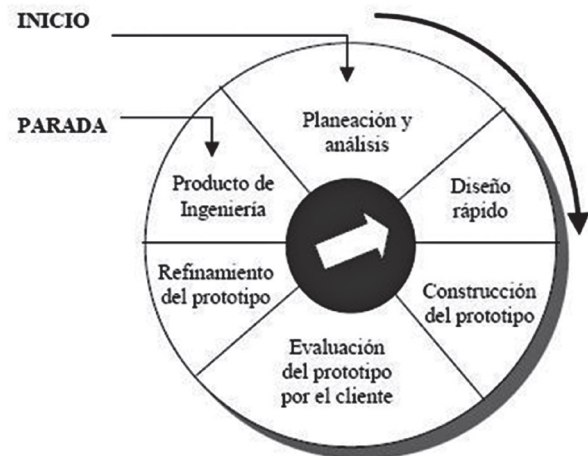 INICIO
PARADA
Planeación y
análisis
Diseño
rápido
Construcción
del prototipo
Evaluación
del prototipo
por el cliente
Refinamiento
del prototipo
Producto de
Ingeniería